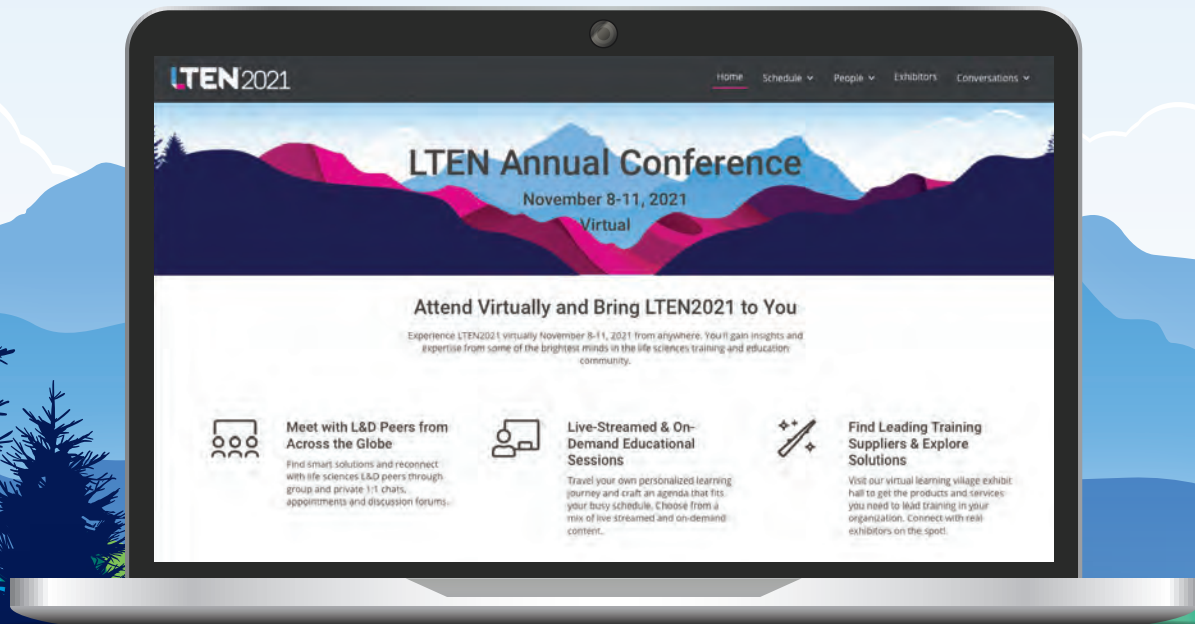 LTEN2021
Home Schedule People Exhibitors Conversations
LTEN Annual Conference
November 8-11, 2021
Virtual
Attend Virtually and Bring LTEN2021 to You
Experience LTEN2021 virtually November 8-11, 2021 from anywhere. You'll gain insights and
expertise from some of the brightest minds in the life sciences training and education
community.
Meet with L&D Peers from
Across the Globe
Find smart solutions and reconnect
with life sciences L&D peers through
group and private 1:1 chats,
appointments and discussion forums.
Live-Streamed & On-
Demand Educational
Sessions
Travel your own personalized learning
journey and craft an agenda that fits
your busy schedule. Choose from a
mix of live streamed and on-demand
content.
Find Leading Training
Suppliers & Explore
Solutions
Visit our virtual learning village exhibit
hall to get the products and services
you need to lead training in your
organization. Connect with real
exhibitors on the spot!